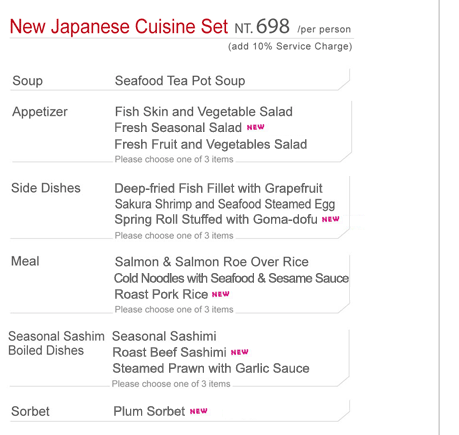 New Japanese Cuisine Set NT. 698 /per person
(add 10% Service Charge)
Soup Seafood Tea Pot Soup
Appetizer Fish Skin and Vegetable Salad
Fresh Seasonal Salad NEW
Fresh Fruit and Vegetables Salad
Please choose one of 3 items
Side Dishes Deep-fried Fish Fillet with Grapefruit
Sakura Shrimp and Seafood Steamed Egg
Spring Roll Stuffed with Goma-dofu NEW
Please choose one of 3 items
Meal Salmon & Salmon Roe Over Rice
Cold Noodles with Seafood & Sesame Sauce
Roast Pork Rice NEW
Please choose one of 3 items
Seasonal Sashim Seasonal Sashimi
Boiled Dishes Roast Beef Sashimi NEW
Steamed Prawn with Garlic Sauce
Please choose one of 3 items
Sorbet Plum Sorbet NEW